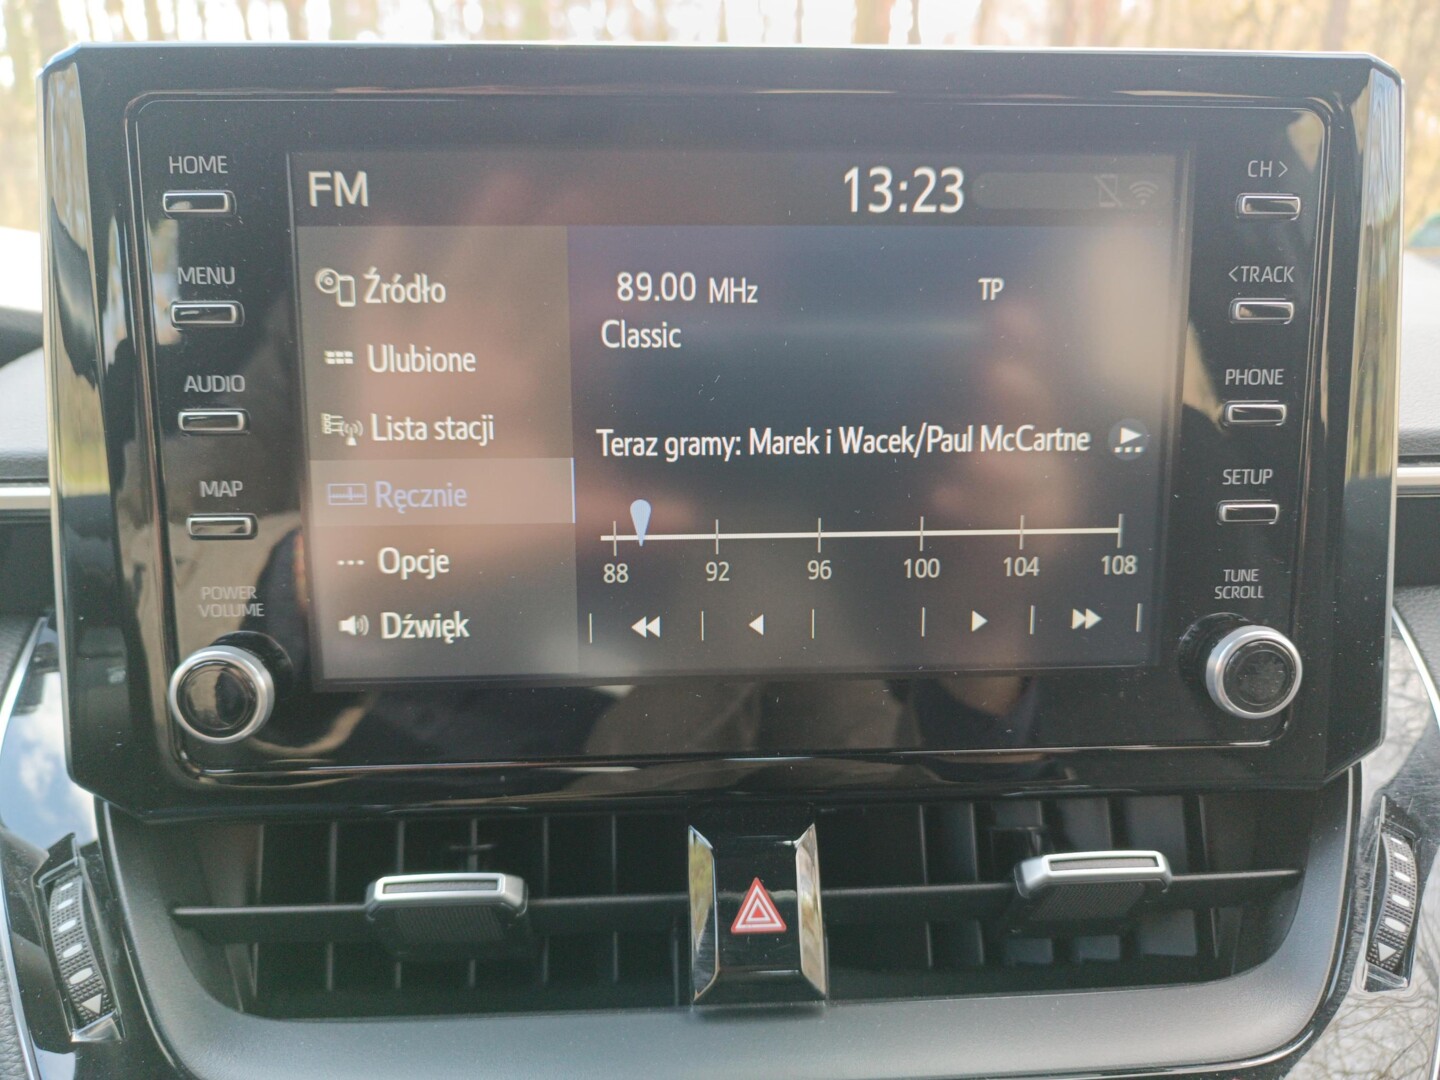 HOME
MENU
AUDIO
MAP
POWER
VOLUME
FM
13:23
Źródło
Ulubione
Lista stacji
Ręcznie
Opcje
Dźwięk
89.00 MHz
TP
Classic
Teraz gramy: Marek i Wacek/Paul McCartne
88 92 96 100 104 108
CH >
< TRACK
PHONE
SETUP
TUNE
SCROLL